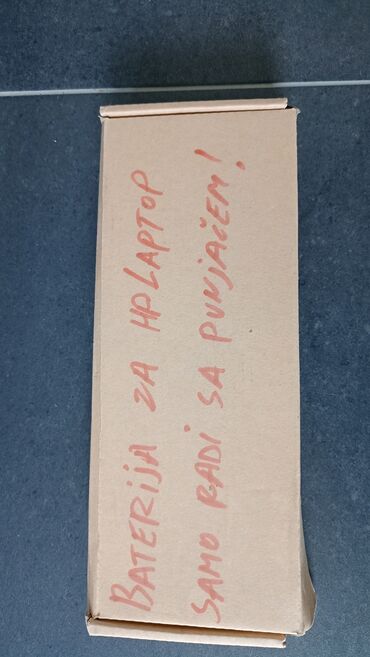 BATERIJA ZA HP LAPTOP
SAMO RADI SA PUNJAČEM!